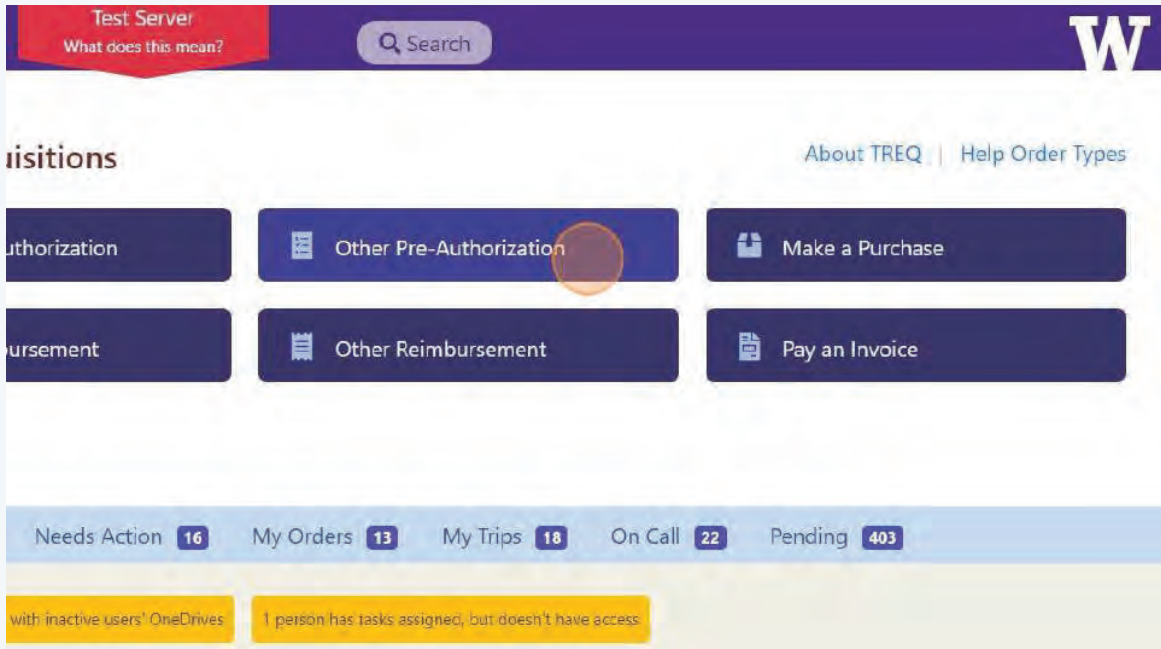 Test Server
What does this mean?
Search
W
uisitions
About TREQ | Help Order Types
uthorization
Other Pre-Authorization
Make a Purchase
ursement
Other Reimbursement
Pay an Invoice
Needs Action 16 My Orders 13 My Trips 18 On Call 22 Pending 403
with inactive users' OneDrives
1 person has tasks assigned, but doesn't have access